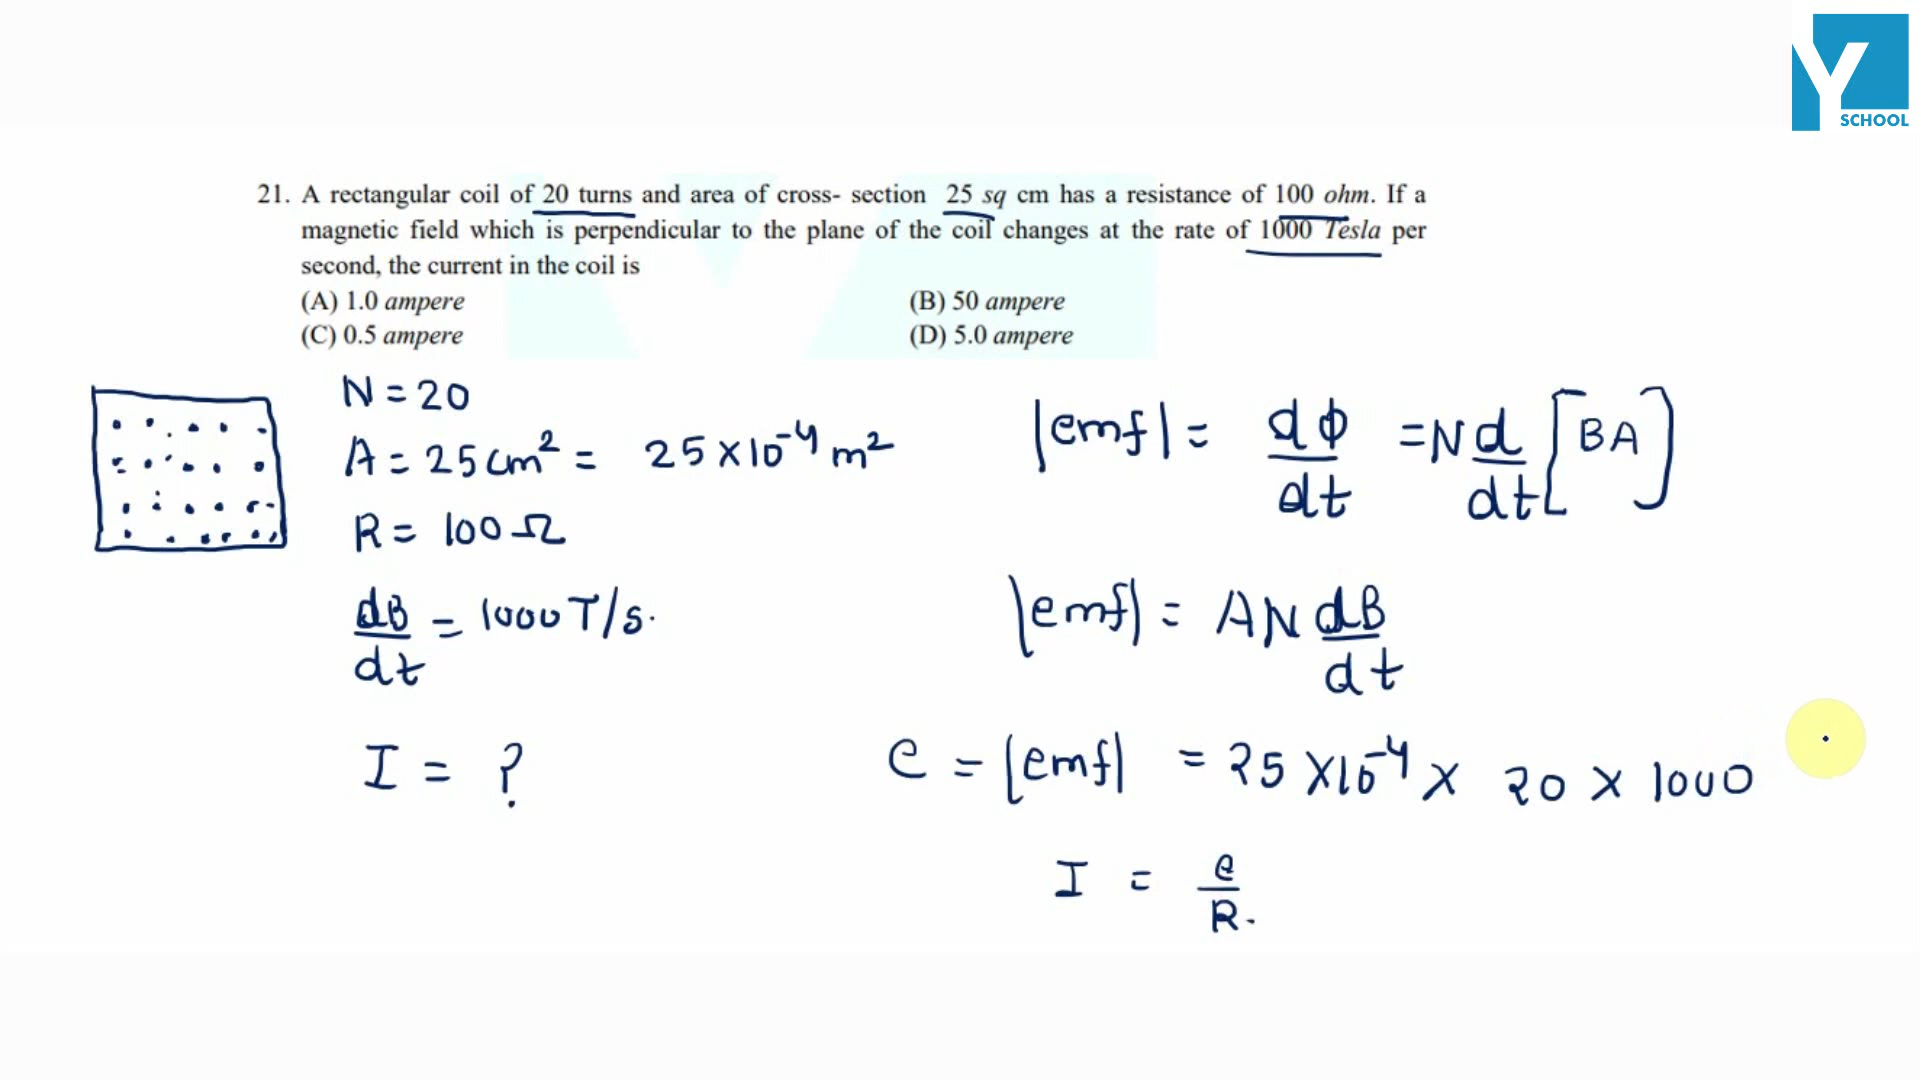 Y
SCHOOL
21. A rectangular coil of 20 turns and area of cross- section 25 sq cm has a resistance of 100 ohm. If a
magnetic field which is perpendicular to the plane of the coil changes at the rate of 1000 Tesla per
second, the current in the coil is
(A) 1.0 ampere (B) 50 ampere
(C) 0.5 ampere (D) 5.0 ampere
N = 20
A = 25 cm² = 25 × 10⁻⁴ m²
R = 100 Ω
dB/dt = 1000 T/s.
I = ?
|emf| = dϕ/dt = N d/dt [BA]
|emf| = AN dB/dt
e = |emf| = 25 × 10⁻⁴ × 20 × 1000
I = e/R.